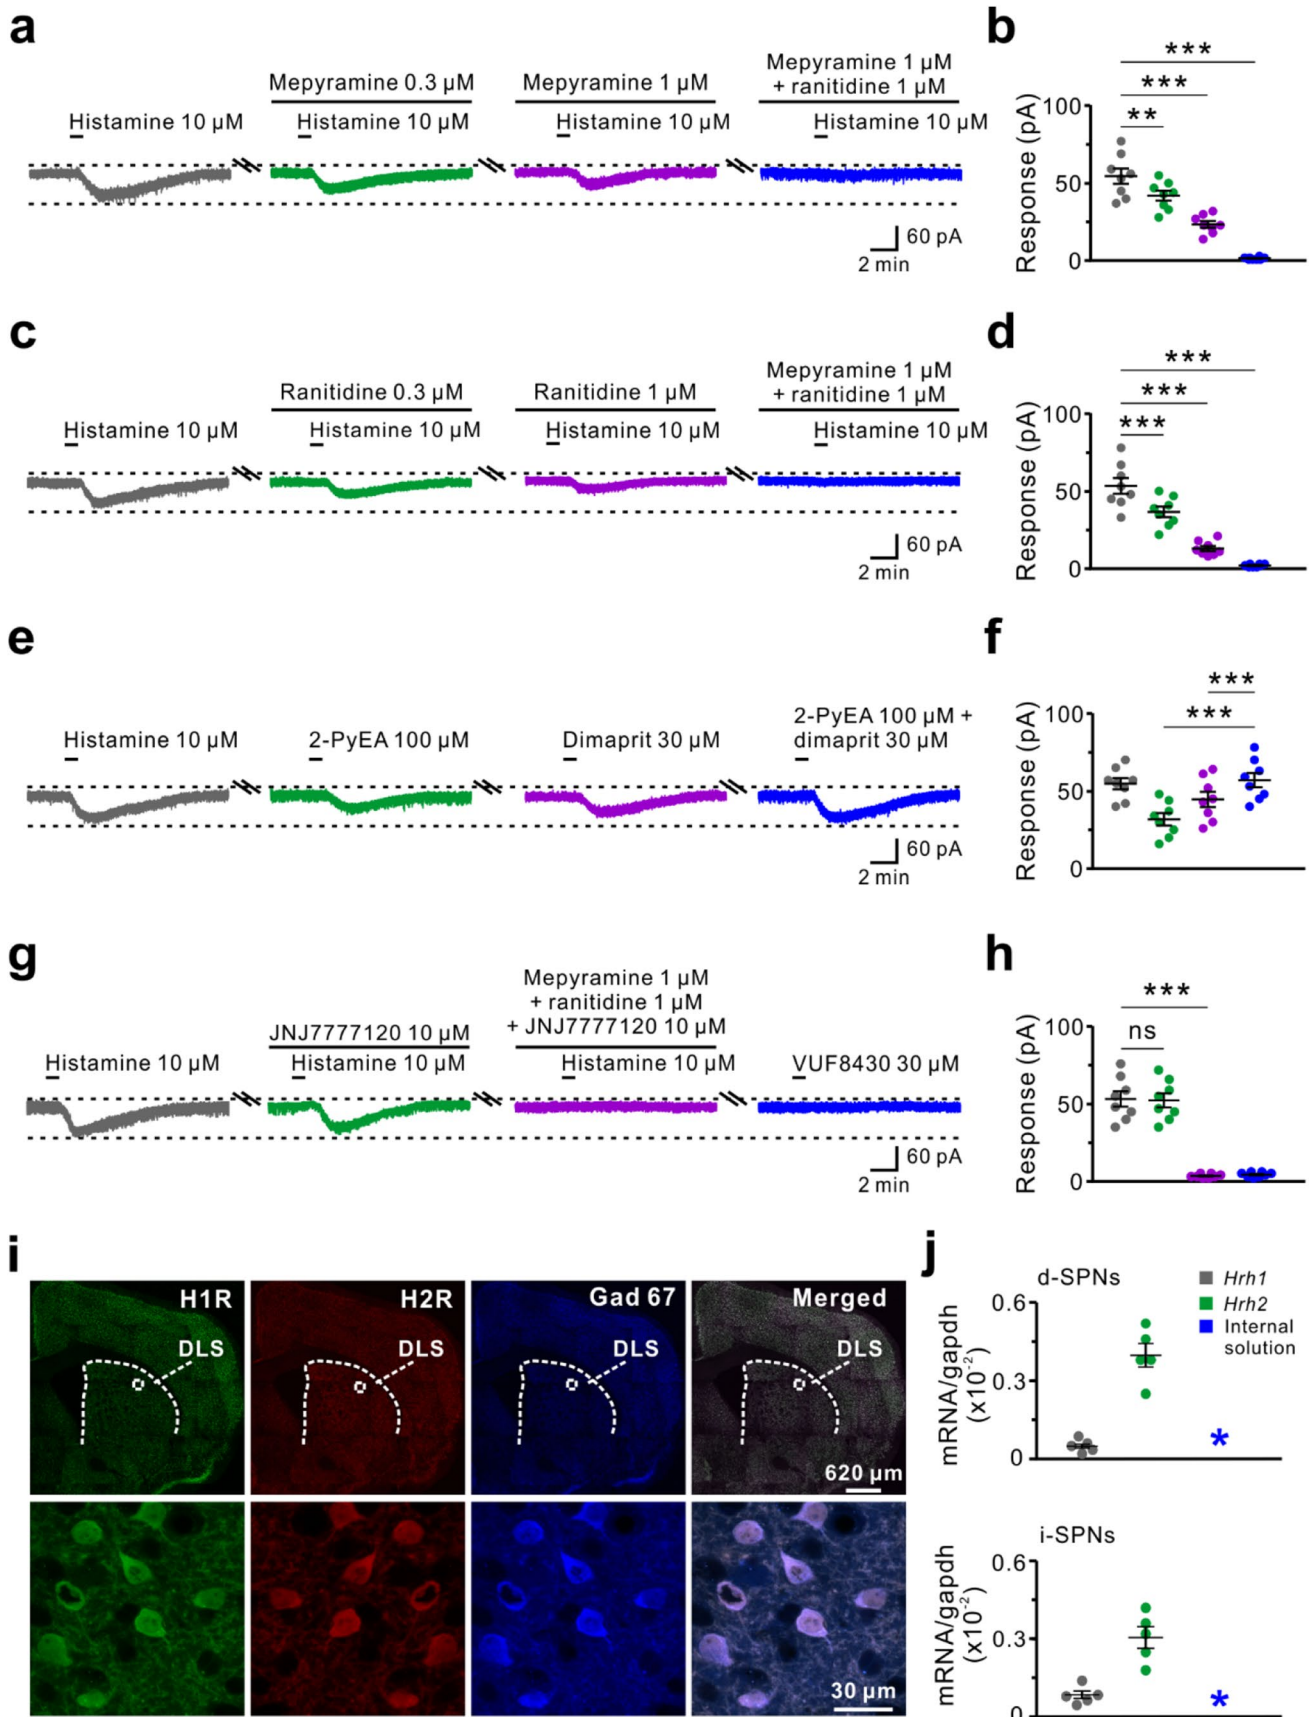 a
Mepyramine 0.3 µM
Mepyramine 1 µM
Mepyramine 1 µM
+ ranitidine 1 µM
Histamine 10 µM
Histamine 10 µM
Histamine 10 µM
Histamine 10 µM
60 pA
2 min
b
***
***
**
Response (pA)
100
50
0
c
Ranitidine 0.3 µM
Ranitidine 1 µM
Mepyramine 1 µM
+ ranitidine 1 µM
Histamine 10 µM
Histamine 10 µM
Histamine 10 µM
Histamine 10 µM
60 pA
2 min
d
***
***
***
Response (pA)
100
50
0
e
Histamine 10 µM
2-PyEA 100 µM
Dimaprit 30 µM
2-PyEA 100 µM +
dimaprit 30 µM
60 pA
2 min
f
***
***
Response (pA)
100
50
0
g
Histamine 10 µM
JNJ7777120 10 µM
Histamine 10 µM
Mepyramine 1 µM
+ ranitidine 1 µM
+ JNJ7777120 10 µM
Histamine 10 µM
VUF8430 30 µM
60 pA
2 min
h
***
ns
Response (pA)
100
50
0
i
H1R
H2R
Gad 67
Merged
DLS
DLS
DLS
DLS
620 µm
30 µm
j
d-SPNs
Hrh1
Hrh2
Internal
solution
mRNA/gapdh
(x10⁻²)
0.6
0.3
0
*
i-SPNs
mRNA/gapdh
(x10⁻²)
0.6
0.3
0
*